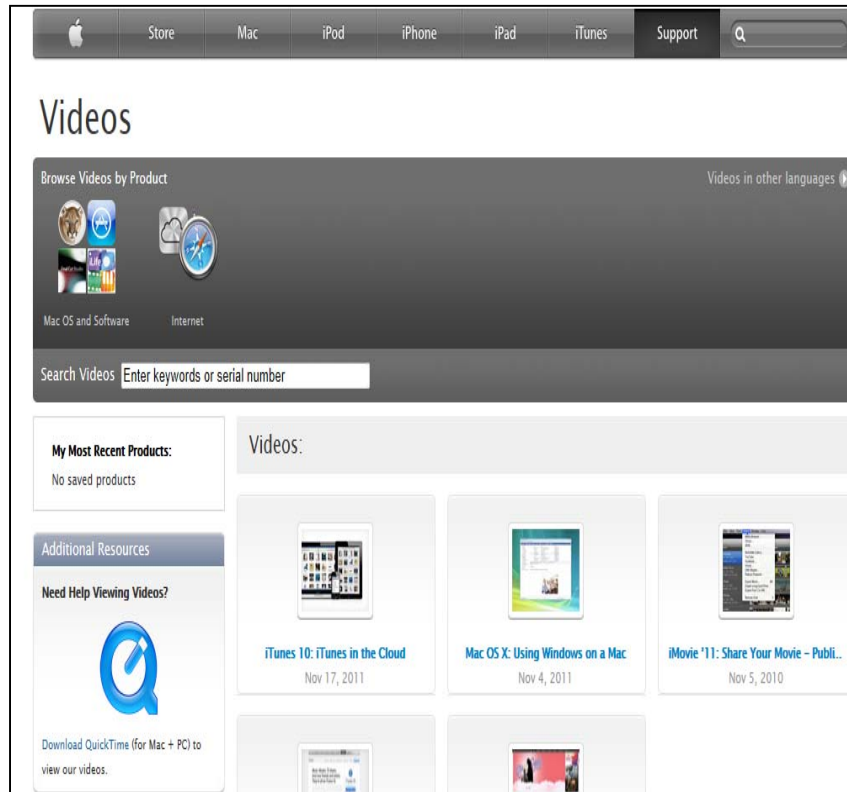 Store Mac iPod iPhone iPad iTunes Support
Videos
Browse Videos by Product
Videos in other languages
Mac OS and Software
Internet
Search Videos Enter keywords or serial number
My Most Recent Products:
No saved products
Additional Resources
Need Help Viewing Videos?
Download QuickTime (for Mac + PC) to
view our videos.
Videos:
iTunes 10: iTunes in the Cloud
Nov 17, 2011
Mac OS X: Using Windows on a Mac
Nov 4, 2011
iMovie '11: Share Your Movie – Publi..
Nov 5, 2010